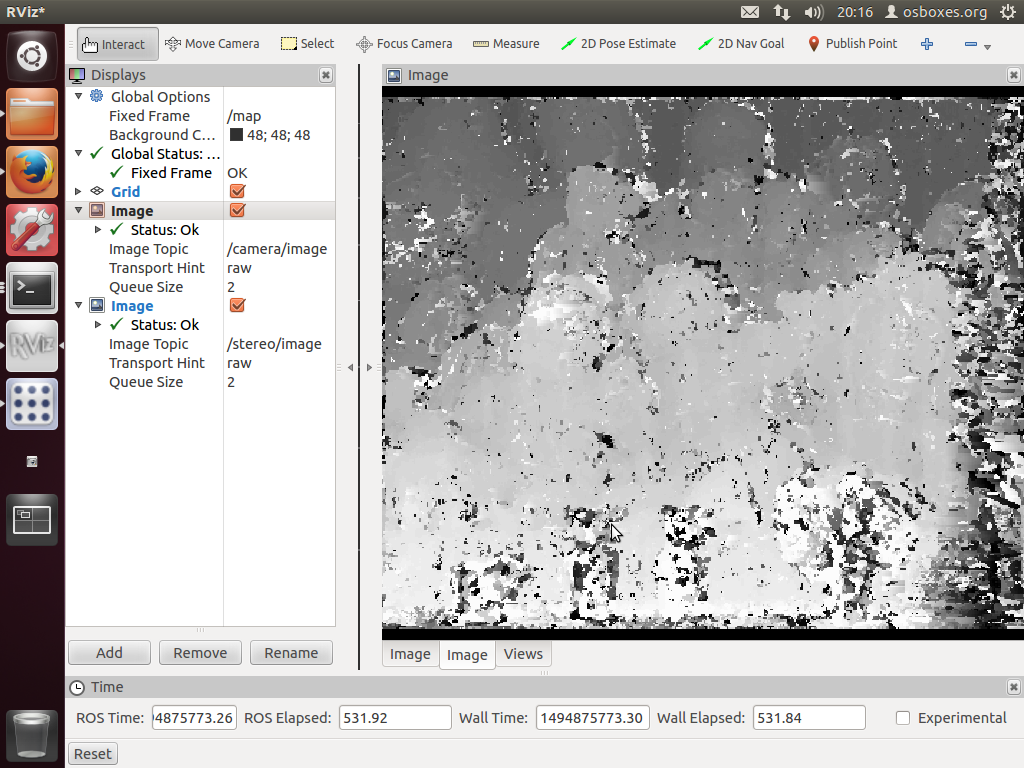 RViz*
20:16
osboxes.org
Interact
Move Camera
Select
Focus Camera
Measure
2D Pose Estimate
2D Nav Goal
Publish Point
Displays
Image
Global Options
Fixed Frame /map
Background C... 48; 48; 48
Global Status: ...
Fixed Frame OK
Grid
Image
Status: Ok
Image Topic /camera/image
Transport Hint raw
Queue Size 2
Image
Status: Ok
Image Topic /stereo/image
Transport Hint raw
Queue Size 2
RViz
Add Remove Rename
Image Image Views
Time
ROS Time: 94875773.26 ROS Elapsed: 531.92 Wall Time: 1494875773.30 Wall Elapsed: 531.84 Experimental
Reset